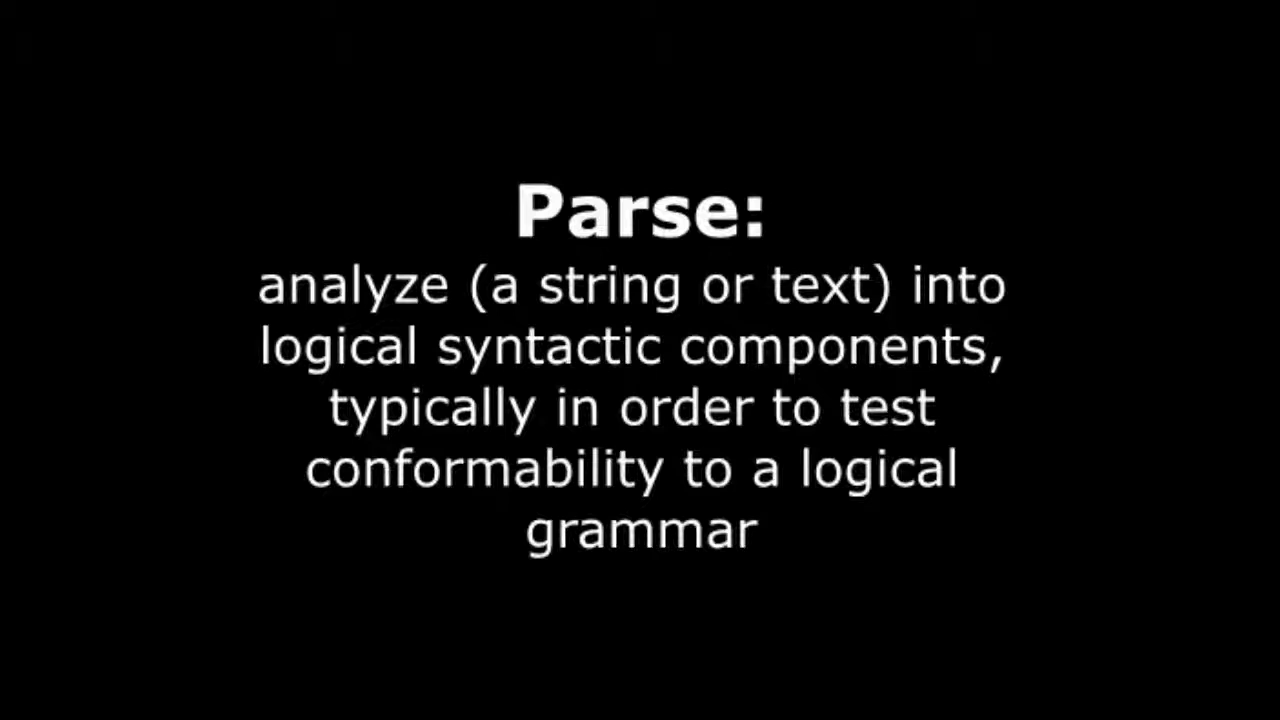 Parse:
analyze (a string or text) into
logical syntactic components,
typically in order to test
conformability to a logical
grammar